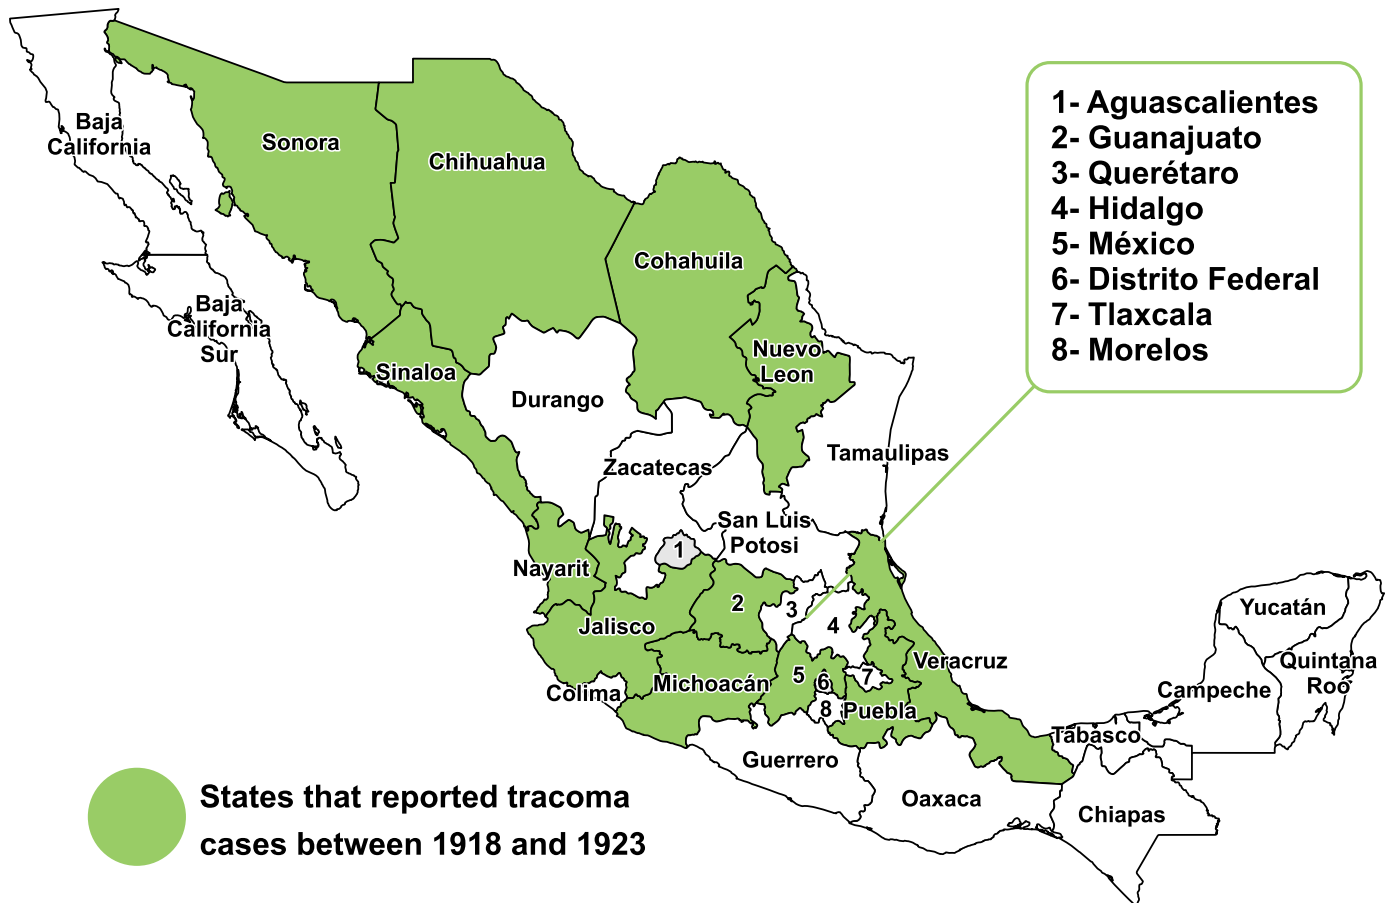 Baja
California
Sonora
Chihuahua
Cohahuila
Baja
California
Sur
Sinaloa
Nuevo
Leon
Durango
Zacatecas
Tamaulipas
San Luis
Potosi
Nayarit
Jalisco
Colima
Michoacán
Guerrero
Puebla
Veracruz
Oaxaca
Tabasco
Chiapas
Campeche
Yucatán
Quintana
Roo
1
2
3
4
5
6
7
8
1- Aguascalientes
2- Guanajuato
3- Querétaro
4- Hidalgo
5- México
6- Distrito Federal
7- Tlaxcala
8- Morelos
States that reported tracoma
cases between 1918 and 1923